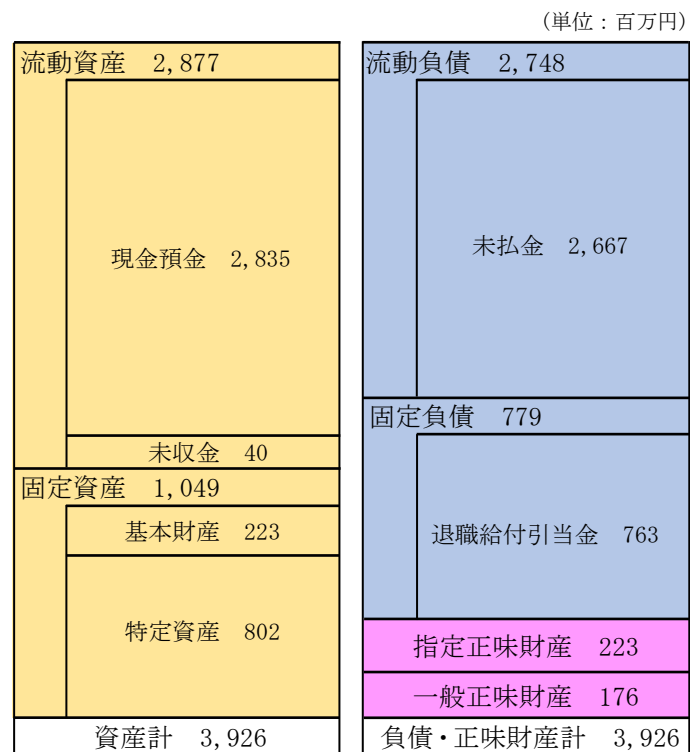 (単位：百万円)
流動資産　2,877
現金預金　2,835
未収金　40
固定資産　1,049
基本財産　223
特定資産　802
資産計　3,926
流動負債　2,748
未払金　2,667
固定負債　779
退職給付引当金　763
指定正味財産　223
一般正味財産　176
負債・正味財産計　3,926